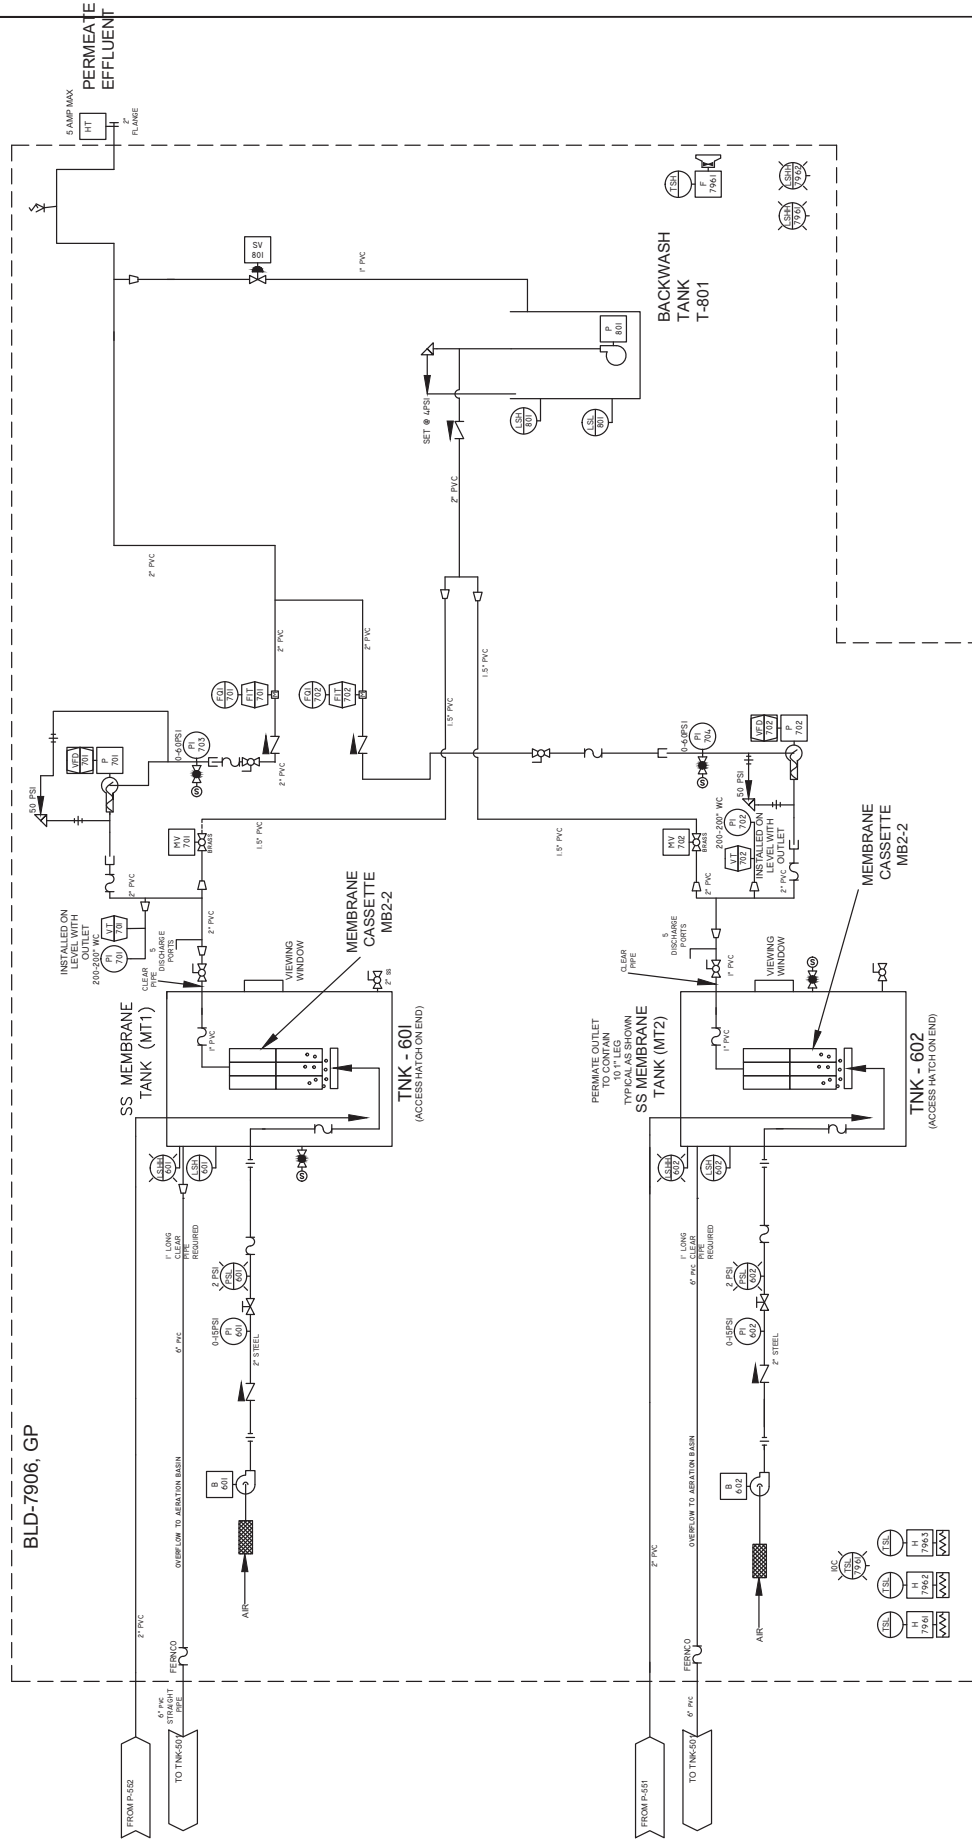 PERMEATE
EFFLUENT
5 AMP MAX
HT
2"
FLANGE
BLD-7906, GP
SV
801
1" PVC
2" PVC
TSH
F
7961
LSHH
7961
LSHH
7962
BACKWASH
TANK
T-801
P
801
SET @ 4PSI
LSH
801
LSL
801
2" PVC
1.5" PVC
1.5" PVC
FQI
701
FIT
701
2" PVC
FQI
702
FIT
702
2" PVC
50 PSI
VFD
701
P
701
0-60PSI
PI
703
S
2" PVC
MV
701
BRASS
1.5" PVC
2" PVC
2" PVC
INSTALLED ON
LEVEL WITH
OUTLET
200-200" WC
PI
701
VT
701
CLEAR
PIPE
5
DISCHARGE
PORTS
VIEWING
WINDOW
MEMBRANE
CASSETTE
MB2-2
2" SS
SS MEMBRANE
TANK (MT1)
1" PVC
TNK - 601
(ACCESS HATCH ON END)
LSHH
601
LSH
601
S
1' LONG
CLEAR
PIPE
REQUIRED
6" PVC
2 PSI
PSL
601
0-15PSI
PI
601
2" STEEL
B
601
AIR
OVERFLOW TO AERATION BASIN
2" PVC
FERNCO
6" PVC
STRAIGHT
PIPE
FROM P-552
TO TNK-501
0-60PSI
PI
704
S
VFD
702
P
702
50 PSI
200-200" WC
PI
702
VT
702
INSTALLED ON
LEVEL WITH
OUTLET
MV
702
BRASS
1.5" PVC
2" PVC
2" PVC
CLEAR
PIPE
5
DISCHARGE
PORTS
1" PVC
VIEWING
WINDOW
S
MEMBRANE
CASSETTE
MB2-2
PERMIATE OUTLET
TO CONTAIN
10 1" LEG
TYPICAL AS SHOWN
SS MEMBRANE
TANK (MT2)
1" PVC
TNK - 602
(ACCESS HATCH ON END)
LSHH
602
LSH
602
1' LONG
CLEAR
PIPE
REQUIRED
6" PVC
2 PSI
PSL
602
0-15PSI
PI
602
2" STEEL
B
602
AIR
OVERFLOW TO AERATION BASIN
2" PVC
FERNCO
6" PVC
FROM P-551
TO TNK-501
10C
TSL
7961
TSL
H
7961
TSL
H
7962
TSL
H
7963